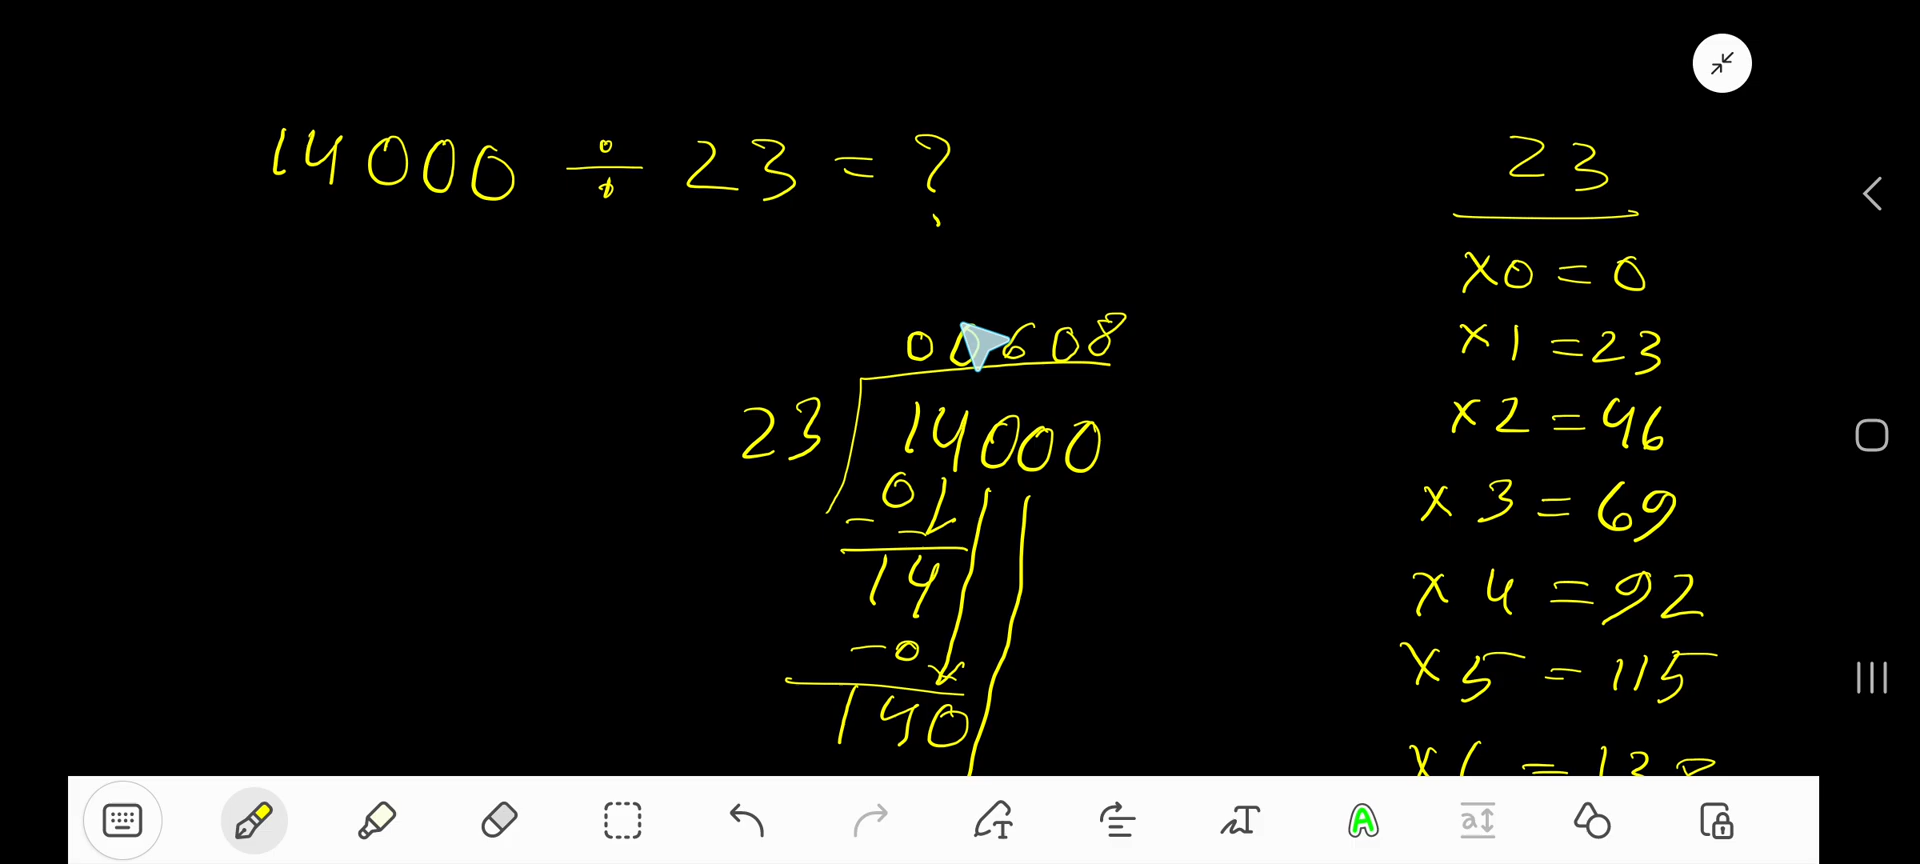 14000 ÷ 23 = ?
00608
23 14000
0
-
14
-0
140
23
x0 = 0
x1 = 23
x2 = 46
x3 = 69
x4 = 92
x5 = 115